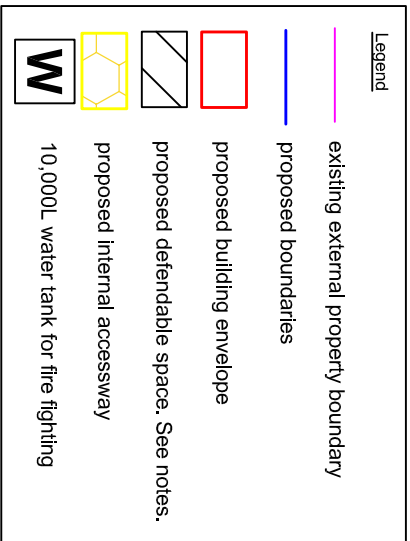 Legend
existing external property boundary
proposed boundaries
proposed building envelope
proposed defendable space. See notes.
proposed internal accessway
W 10,000L water tank for fire fighting